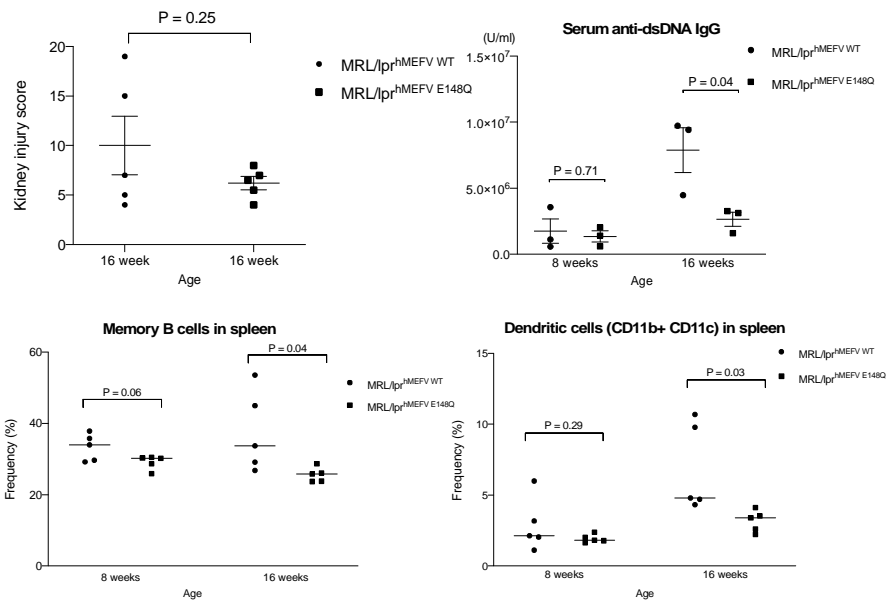 P = 0.25
Kidney injury score
20
15
10
5
0
16 week
16 week
Age
MRL/lpr^hMEFV WT
MRL/lpr^hMEFV E148Q
Serum anti-dsDNA IgG
(U/ml)
1.5×10^7
1.0×10^7
5.0×10^6
0.0
P = 0.71
P = 0.04
8 weeks
16 weeks
Age
MRL/lpr^hMEFV WT
MRL/lpr^hMEFV E148Q
Memory B cells in spleen
Frequency (%)
60
40
20
0
P = 0.06
P = 0.04
8 weeks
16 weeks
Age
MRL/lpr^hMEFV WT
MRL/lpr^hMEFV E148Q
Dendritic cells (CD11b+ CD11c) in spleen
Frequency (%)
15
10
5
0
P = 0.29
P = 0.03
8 weeks
16 weeks
Age
MRL/lpr^hMEFV WT
MRL/lpr^hMEFV E148Q